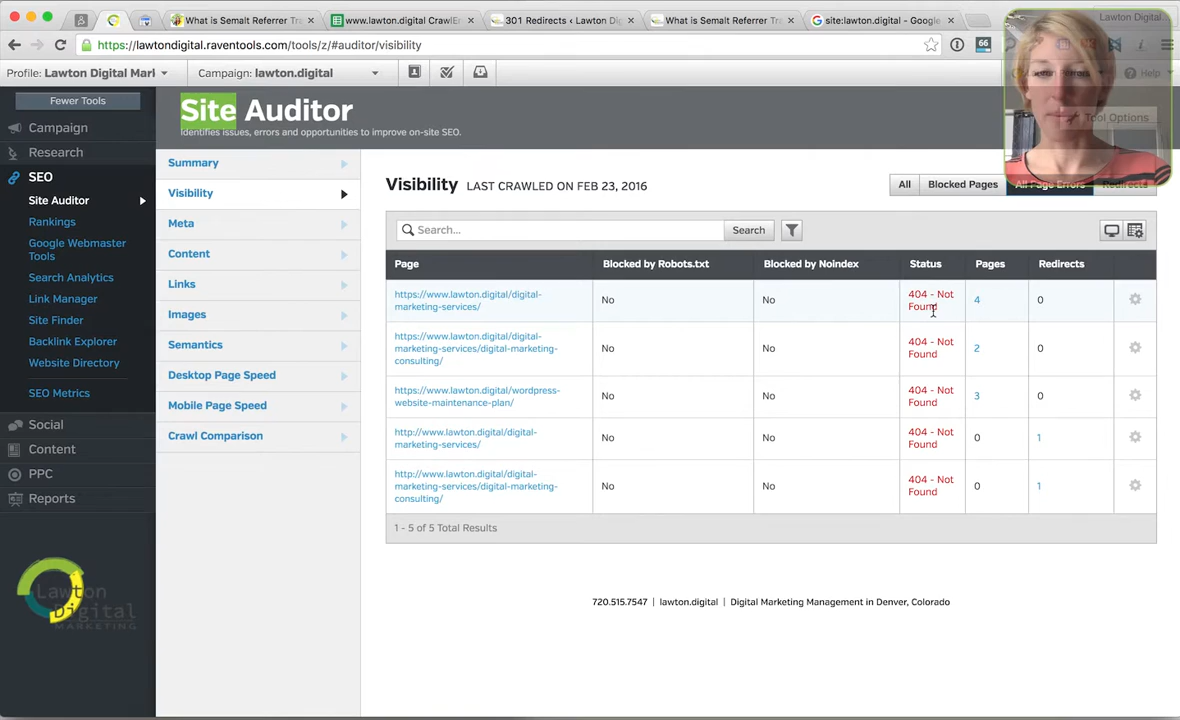 What is Semalt Referrer Tra
www.lawton.digital CrawlEr
301 Redirects ‹ Lawton Di
What is Semalt Referrer Tr
site:lawton.digital - Google
Lawton Digital...
https://lawtondigital.raventools.com/tools/z/#auditor/visibility
66
Profile: Lawton Digital Marl
Campaign: lawton.digital
Help
Fewer Tools
Campaign
Research
SEO
Site Auditor
Rankings
Google Webmaster
Tools
Search Analytics
Link Manager
Site Finder
Backlink Explorer
Website Directory
SEO Metrics
Social
Content
PPC
Reports
Lawton
Digital
MARKETING
Site Auditor
Identifies issues, errors and opportunities to improve on-site SEO.
Tool Options
Summary
Visibility
Meta
Content
Links
Images
Semantics
Desktop Page Speed
Mobile Page Speed
Crawl Comparison
Visibility LAST CRAWLED ON FEB 23, 2016
All Blocked Pages All Page Errors Redirects
Search... Search
Page Blocked by Robots.txt Blocked by Noindex Status Pages Redirects
https://www.lawton.digital/digital-
marketing-services/
No No 404 - Not
Found 4 0
https://www.lawton.digital/digital-
marketing-services/digital-marketing-
consulting/
No No 404 - Not
Found 2 0
https://www.lawton.digital/wordpress-
website-maintenance-plan/
No No 404 - Not
Found 3 0
http://www.lawton.digital/digital-
marketing-services/
No No 404 - Not
Found 0 1
http://www.lawton.digital/digital-
marketing-services/digital-marketing-
consulting/
No No 404 - Not
Found 0 1
1 - 5 of 5 Total Results
720.515.7547 | lawton.digital | Digital Marketing Management in Denver, Colorado